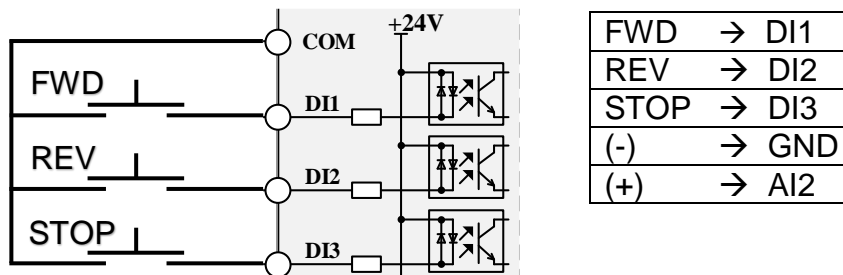 +24V
COM
FWD
DI1
REV
DI2
STOP
DI3
FWD → DI1
REV → DI2
STOP → DI3
(-) → GND
(+) → AI2